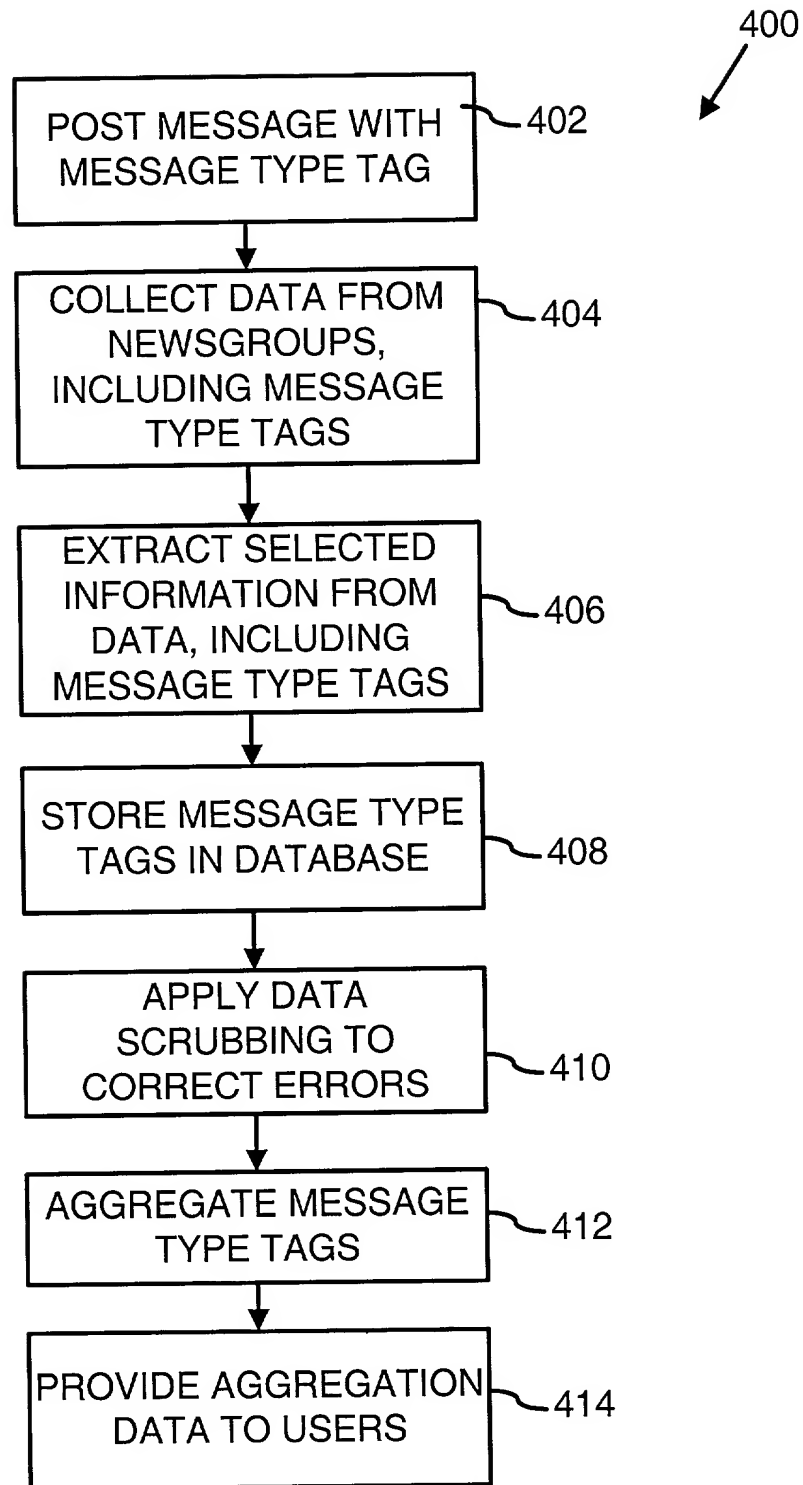 400
POST MESSAGE WITH
MESSAGE TYPE TAG
402
COLLECT DATA FROM
NEWSGROUPS,
INCLUDING MESSAGE
TYPE TAGS
404
EXTRACT SELECTED
INFORMATION FROM
DATA, INCLUDING
MESSAGE TYPE TAGS
406
STORE MESSAGE TYPE
TAGS IN DATABASE
408
APPLY DATA
SCRUBBING TO
CORRECT ERRORS
410
AGGREGATE MESSAGE
TYPE TAGS
412
PROVIDE AGGREGATION
DATA TO USERS
414